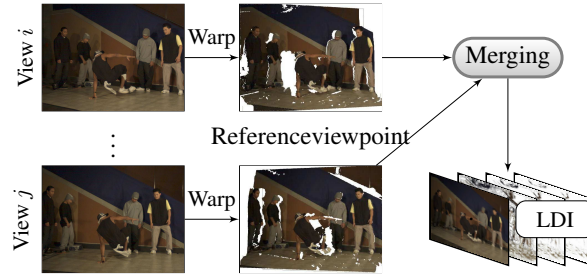 View i
Warp
Merging
⋮
Referenceviewpoint
View j
Warp
LDI